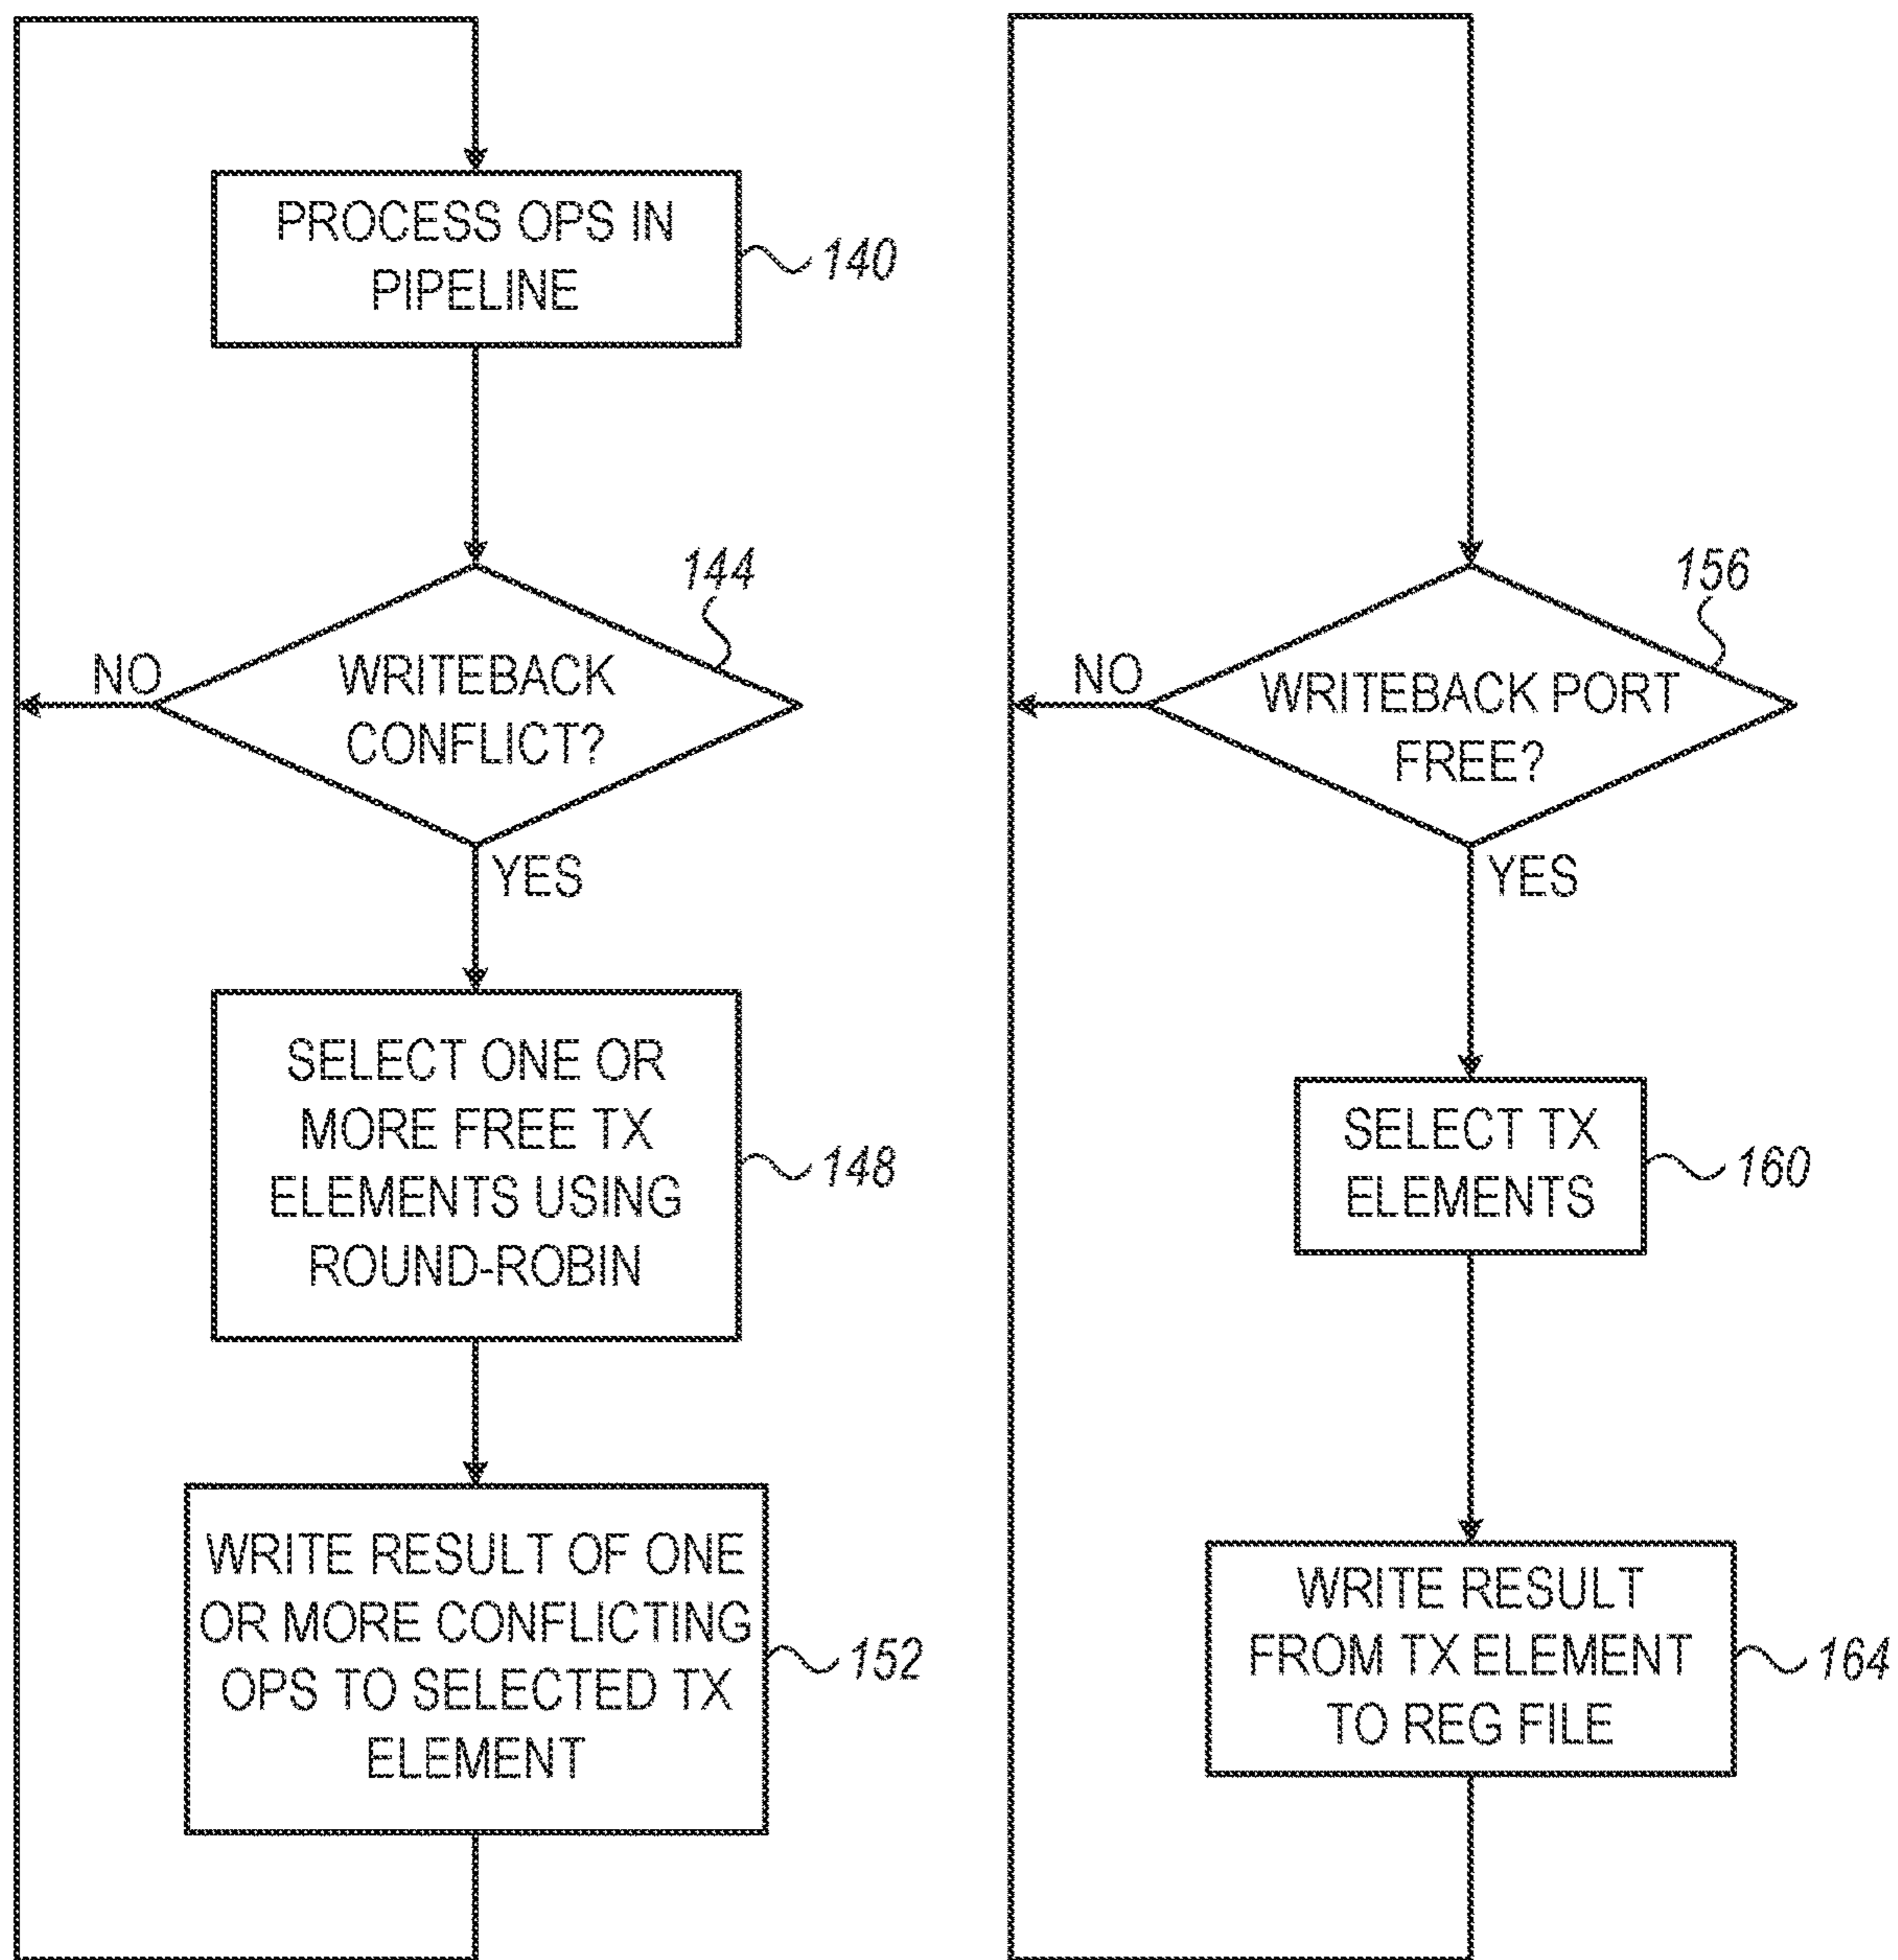 PROCESS OPS IN
PIPELINE
140
144
WRITEBACK
CONFLICT?
NO
YES
SELECT ONE OR
MORE FREE TX
ELEMENTS USING
ROUND-ROBIN
148
WRITE RESULT OF ONE
OR MORE CONFLICTING
OPS TO SELECTED TX
ELEMENT
152
156
WRITEBACK PORT
FREE?
NO
YES
SELECT TX
ELEMENTS
160
WRITE RESULT
FROM TX ELEMENT
TO REG FILE
164